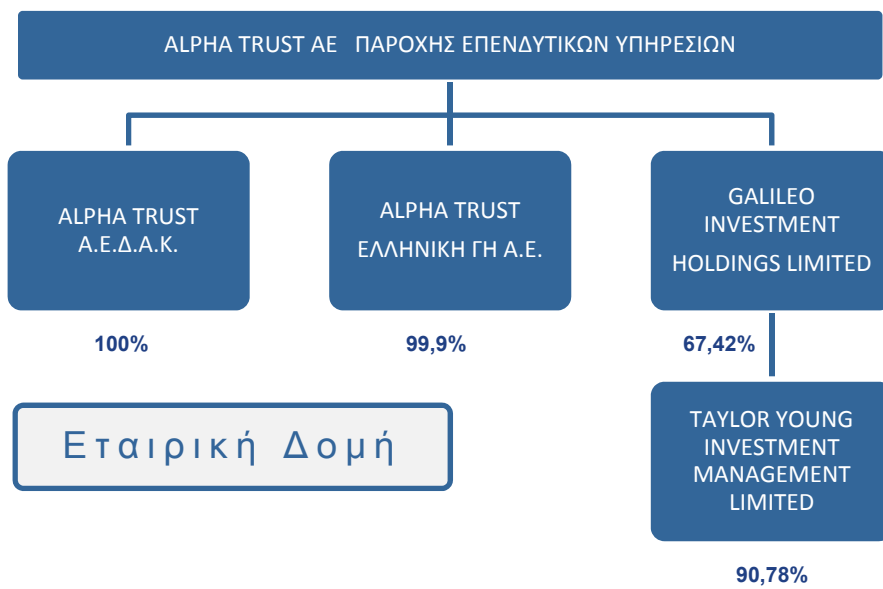 ALPHA TRUST ΑΕ ΠΑΡΟΧΗΣ ΕΠΕΝΔΥΤΙΚΩΝ ΥΠΗΡΕΣΙΩΝ
ALPHA TRUST
Α.Ε.Δ.Α.Κ.
100%
ALPHA TRUST
ΕΛΛΗΝΙΚΗ ΓΗ Α.Ε.
99,9%
GALILEO
INVESTMENT
HOLDINGS LIMITED
67,42%
TAYLOR YOUNG
INVESTMENT
MANAGEMENT
LIMITED
90,78%
Εταιρική Δομή